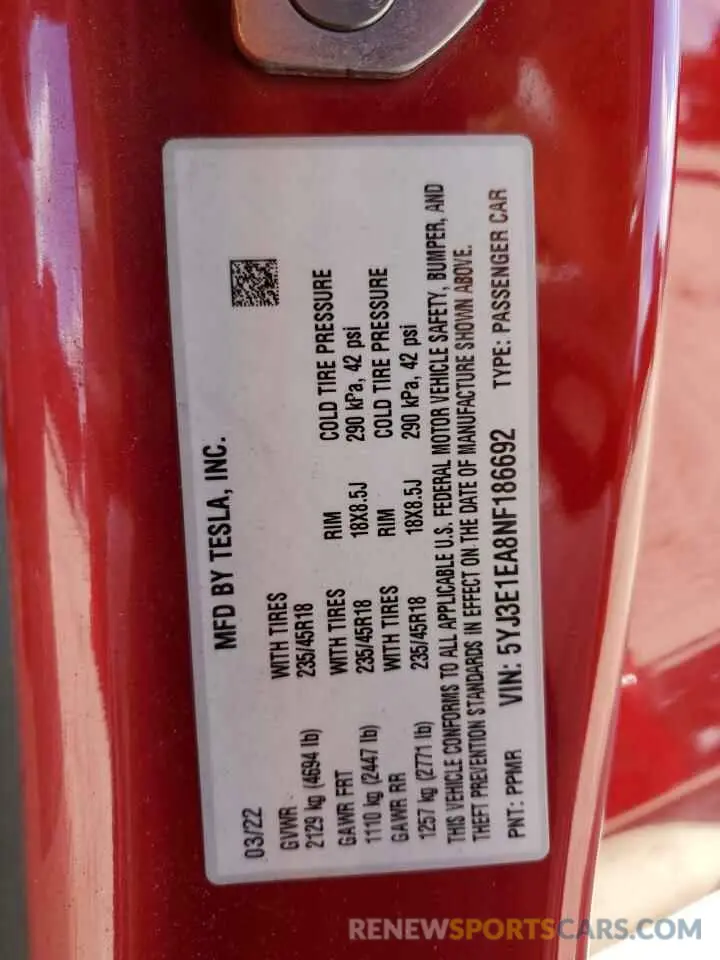 MFD BY TESLA, INC.
03/22
GVWR WITH TIRES
2129 kg (4694 lb) 235/45R18
GAWR FRT WITH TIRES RIM COLD TIRE PRESSURE
1110 kg (2447 lb) 235/45R18 18X8.5J 290 kPa, 42 psi
GAWR RR WITH TIRES RIM COLD TIRE PRESSURE
1257 kg (2771 lb) 235/45R18 18X8.5J 290 kPa, 42 psi
THIS VEHICLE CONFORMS TO ALL APPLICABLE U.S. FEDERAL MOTOR VEHICLE SAFETY, BUMPER, AND
THEFT PREVENTION STANDARDS IN EFFECT ON THE DATE OF MANUFACTURE SHOWN ABOVE.
PNT: PPMR VIN: 5YJ3E1EA8NF186692 TYPE: PASSENGER CAR
RENEWSPORTSCARS.COM